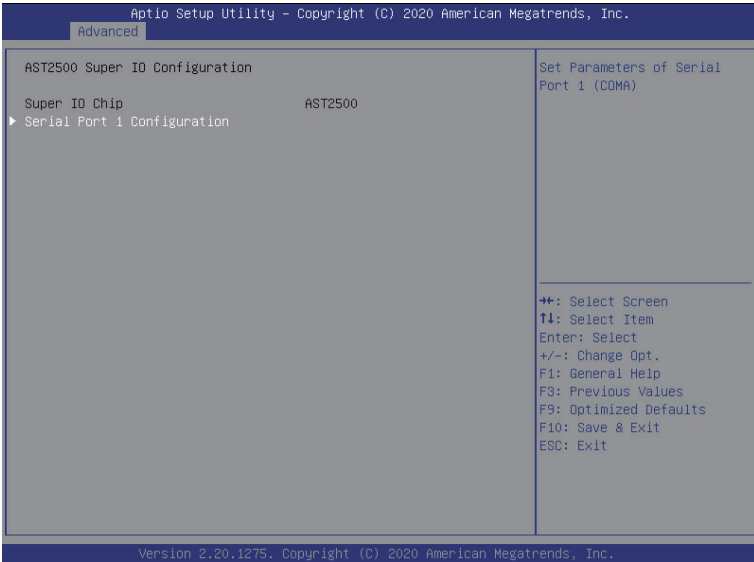 Aptio Setup Utility – Copyright (C) 2020 American Megatrends, Inc.
Advanced
AST2500 Super IO Configuration
Super IO Chip AST2500
Serial Port 1 Configuration
Set Parameters of Serial
Port 1 (COMA)
→←: Select Screen
↑↓: Select Item
Enter: Select
+/-: Change Opt.
F1: General Help
F3: Previous Values
F9: Optimized Defaults
F10: Save & Exit
ESC: Exit
Version 2.20.1275. Copyright (C) 2020 American Megatrends, Inc.